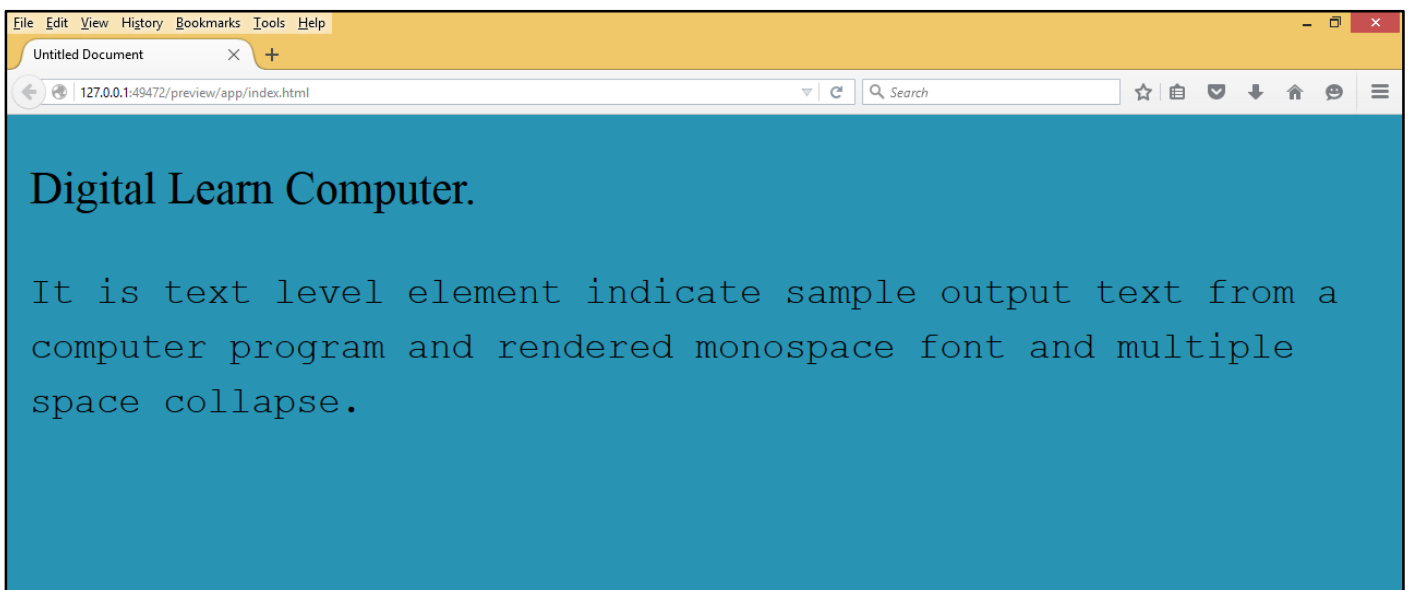 File Edit View History Bookmarks Tools Help
Untitled Document
127.0.0.1:49472/preview/app/index.html
Search
Digital Learn Computer.
It is text level element indicate sample output text from a
computer program and rendered monospace font and multiple
space collapse.